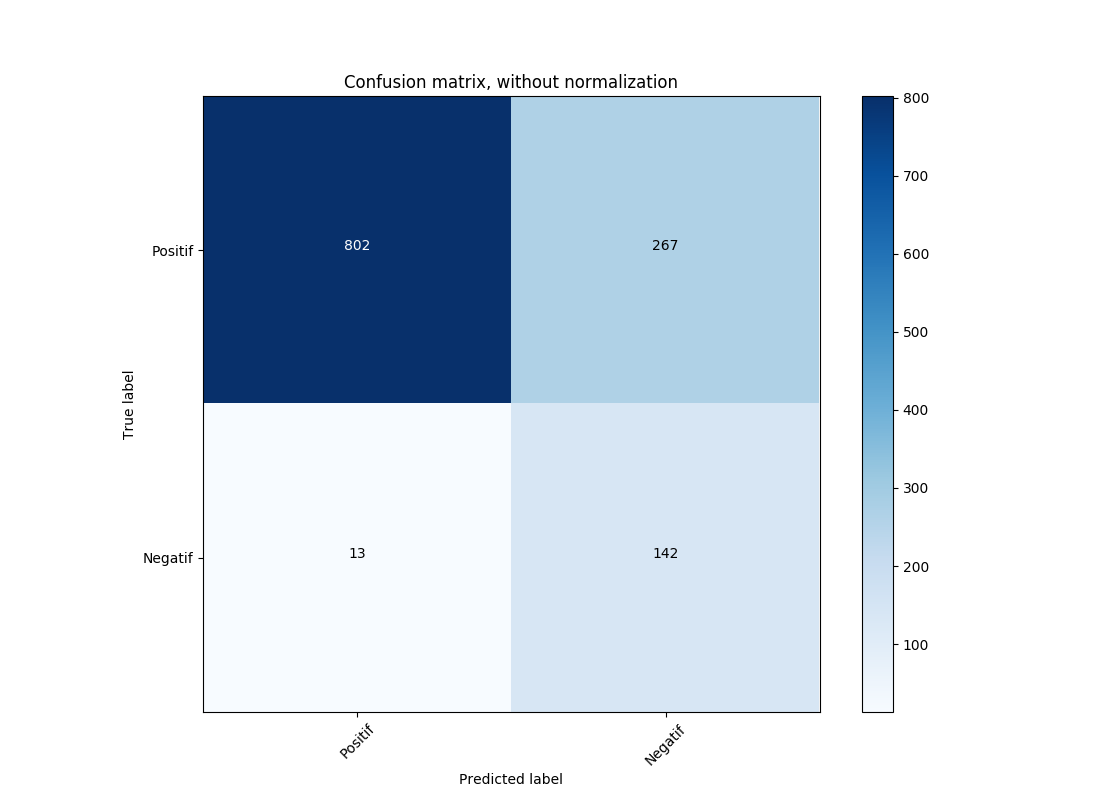 Confusion matrix, without normalization
True label
Positif
Negatif
802
267
13
142
Positif
Negatif
Predicted label
800
700
600
500
400
300
200
100